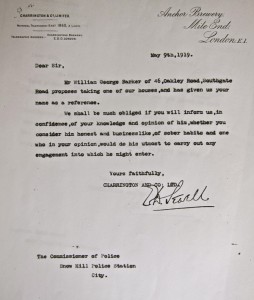 CHARRINGTON & CO LIMITED
Anchor Brewery,
Mile End,
London, E.1.
May 9th, 1919.
Dear Sir,
Mr William George Barker of 46, Oakley Road, Southgate
Road proposes taking one of our houses, and has given us your
name as a reference.
We shall be much obliged if you will inform us, in
confidence, of your knowledge and opinion of him, whether you
consider him honest and businesslike, of sober habits and one
who in your opinion, would do his utmost to carry out any
engagement into which he might enter.
Yours faithfully,
CHARRINGTON AND CO. LTD.
The Commissioner of Police
Snow Hill Police Station
City.